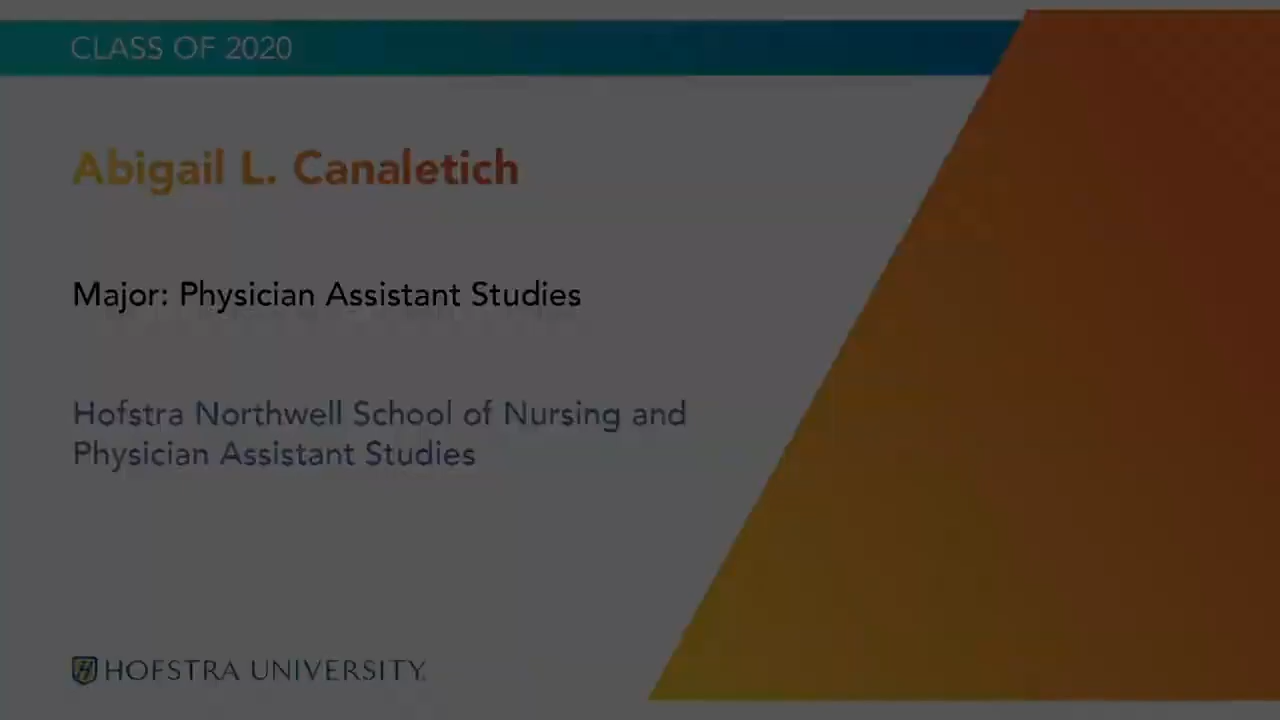 CLASS OF 2020
Abigail L. Canaletich
Major: Physician Assistant Studies
Hofstra Northwell School of Nursing and
Physician Assistant Studies
HOFSTRA UNIVERSITY